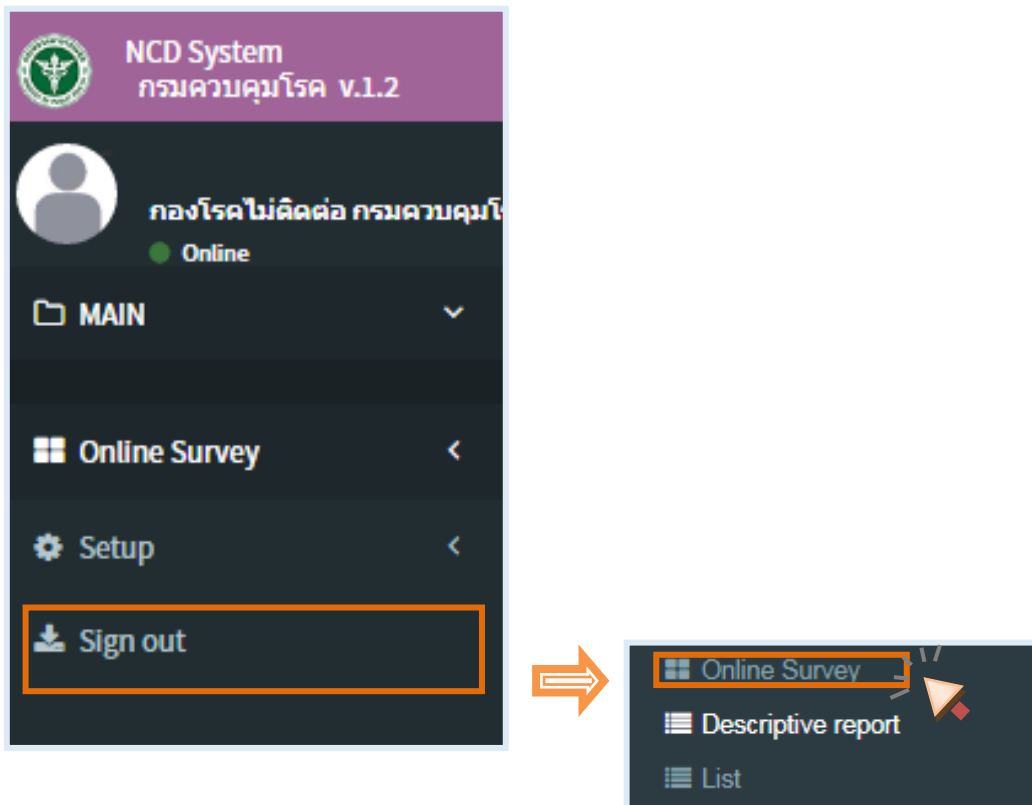 NCD System
กรมควบคุมโรค v.1.2
กองโรคไม่ติดต่อ กรมควบคุมโ
Online
MAIN
Online Survey
Setup
Sign out
Online Survey
Descriptive report
List